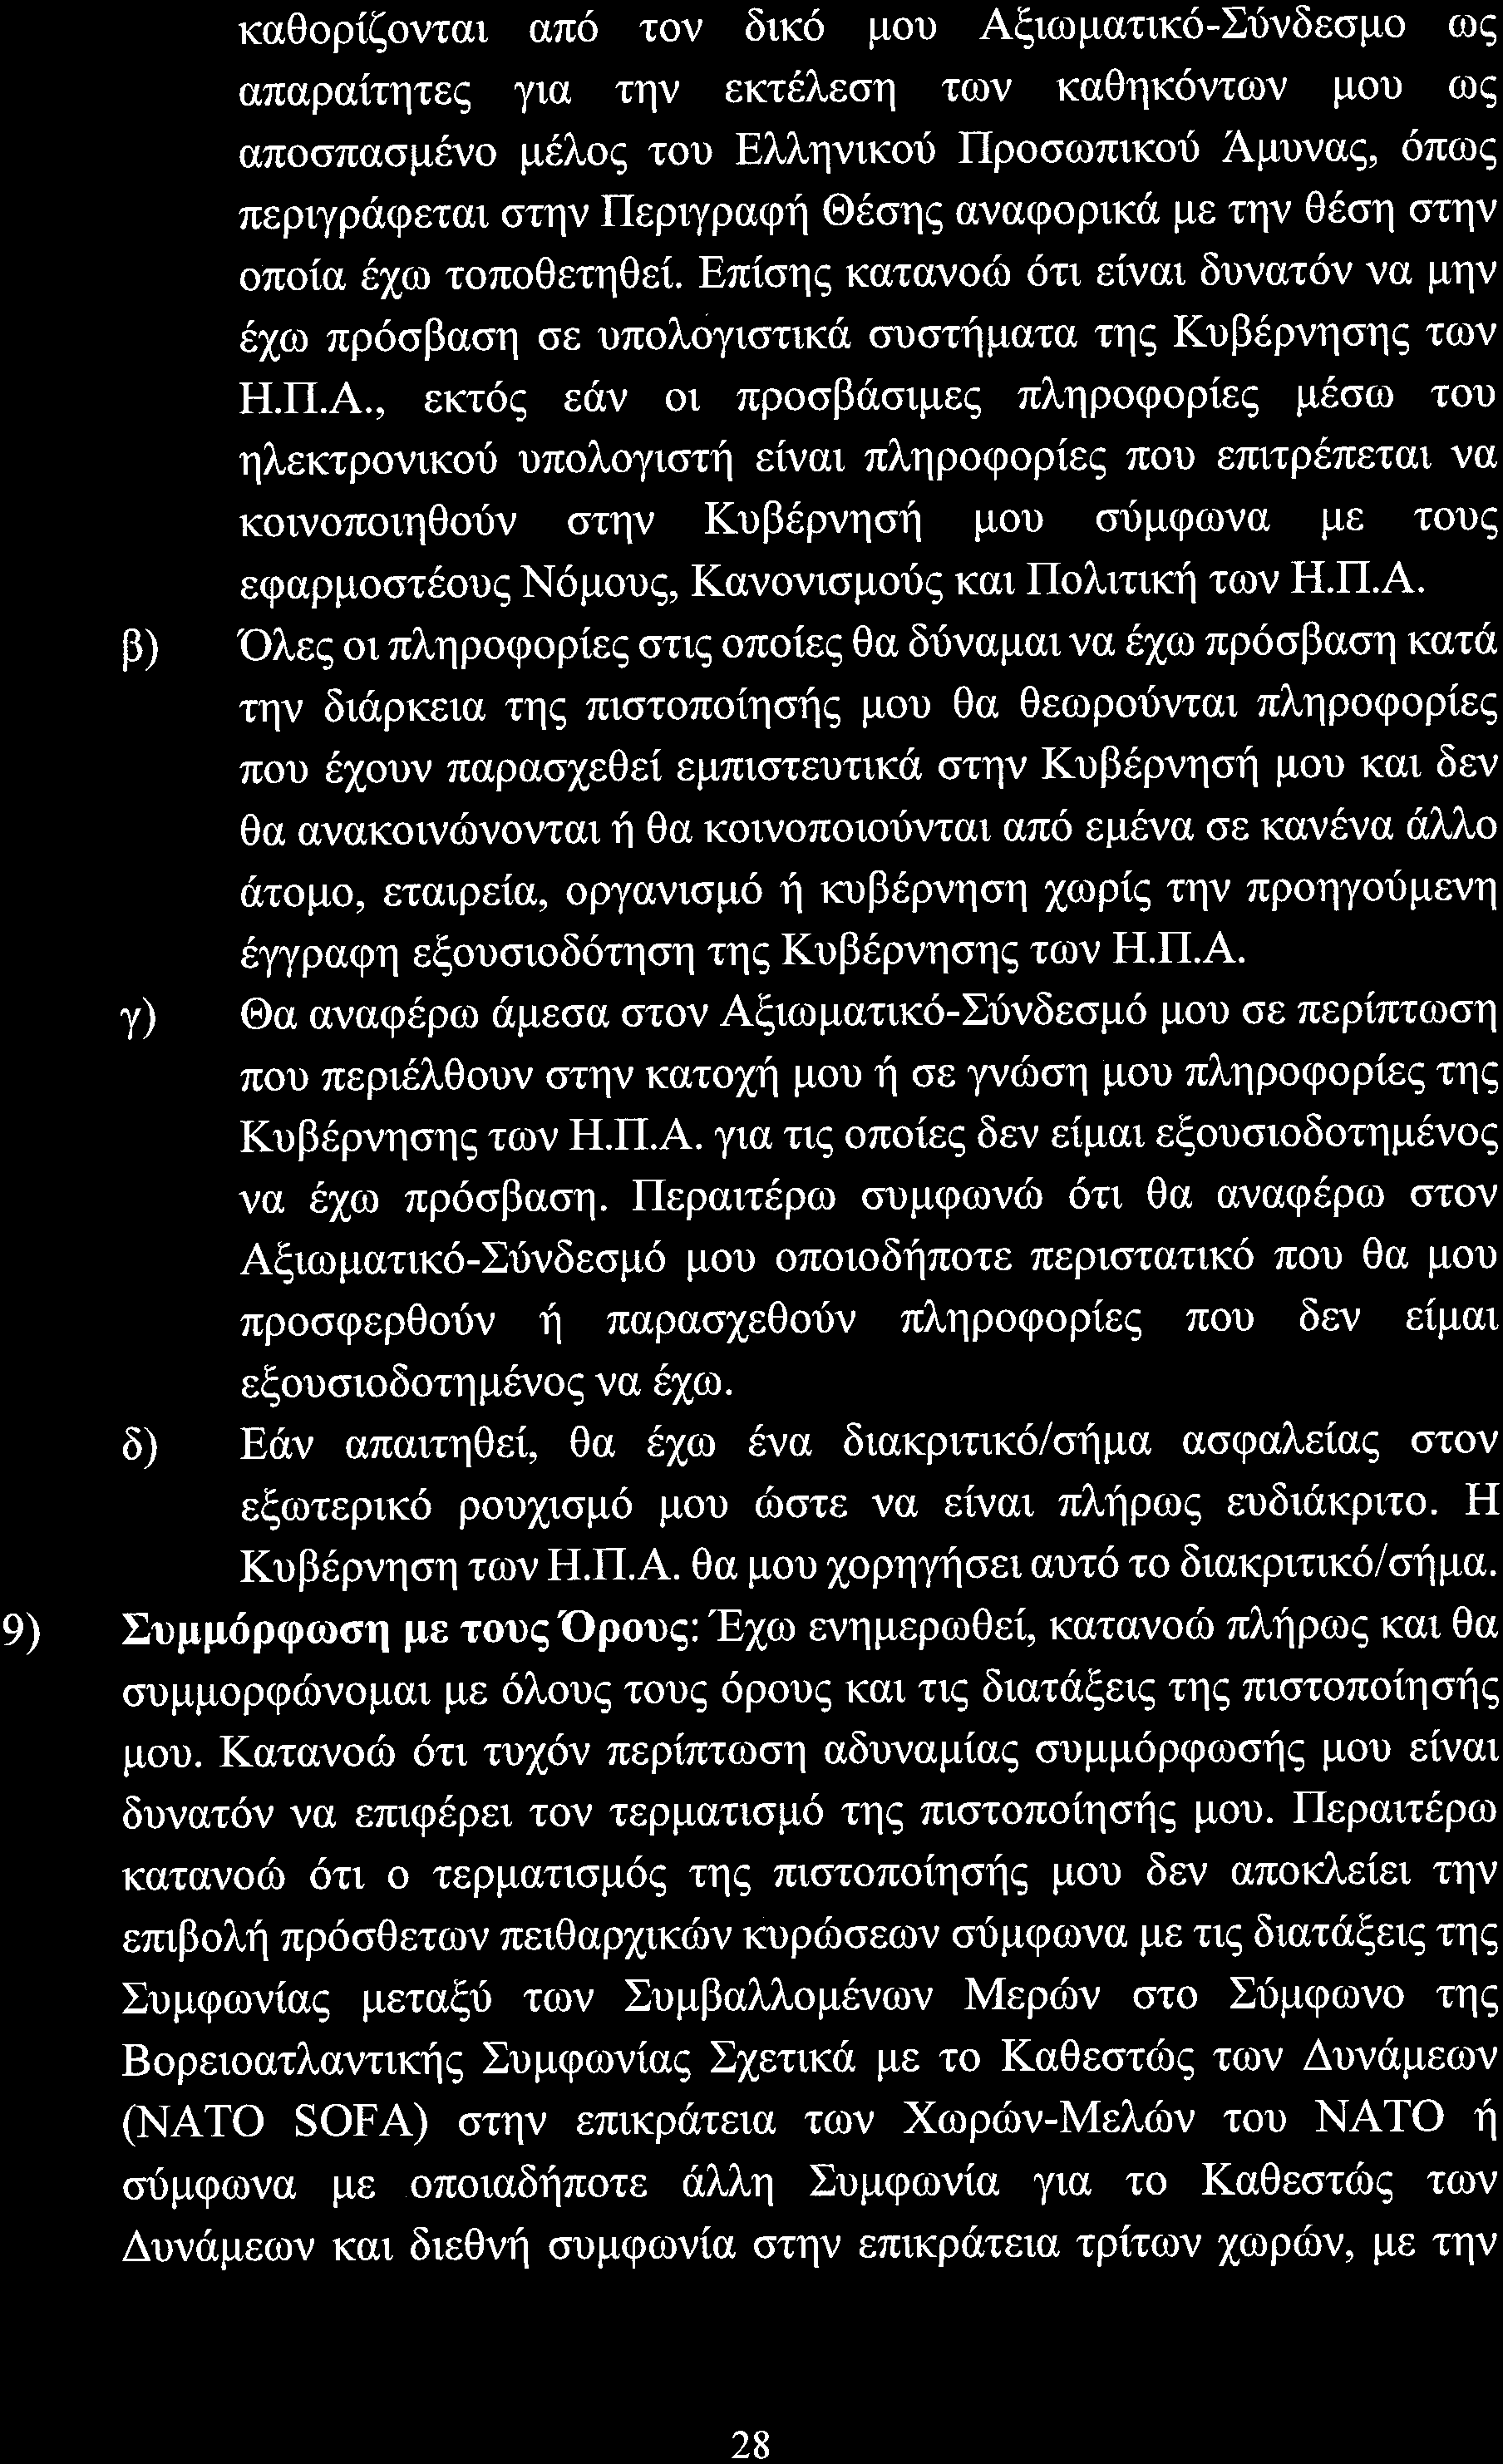 καθορίζονται από τον δικό μου Αξιωματικό-Σύνδεσμο ως
απαραίτητες για την εκτέλεση των καθηκόντων μου ως
αποσπασμένο μέλος του Ελληνικού Προσωπικού Άμυνας, όπως
περιγράφεται στην Περιγραφή Θέσης αναφορικά με την θέση στην
οποία έχω τοποθετηθεί. Επίσης κατανοώ ότι είναι δυνατόν να μην
έχω πρόσβαση σε υπολογιστικά συστήματα της Κυβέρνησης των
Η.Π.Α., εκτός εάν οι προσβάσιμες πληροφορίες μέσω του
ηλεκτρονικού υπολογιστή είναι πληροφορίες που επιτρέπεται να
κοινοποιηθούν στην Κυβέρνησή μου σύμφωνα με τους
εφαρμοστέους Νόμους, Κανονισμούς και Πολιτική των Η.Π.Α.
β) Όλες οι πληροφορίες στις οποίες θα δύναμαι να έχω πρόσβαση κατά
την διάρκεια της πιστοποίησής μου θα θεωρούνται πληροφορίες
που έχουν παρασχεθεί εμπιστευτικά στην Κυβέρνησή μου και δεν
θα ανακοινώνονται ή θα κοινοποιούνται από εμένα σε κανένα άλλο
άτομο, εταιρεία, οργανισμό ή κυβέρνηση χωρίς την προηγούμενη
έγγραφη εξουσιοδότηση της Κυβέρνησης των Η.Π.Α.
γ) Θα αναφέρω άμεσα στον Αξιωματικό-Σύνδεσμό μου σε περίπτωση
που περιέλθουν στην κατοχή μου ή σε γνώση μου πληροφορίες της
Κυβέρνησης των Η.Π.Α. για τις οποίες δεν είμαι εξουσιοδοτημένος
να έχω πρόσβαση. Περαιτέρω συμφωνώ ότι θα αναφέρω στον
Αξιωματικό-Σύνδεσμό μου οποιοδήποτε περιστατικό που θα μου
προσφερθούν ή παρασχεθούν πληροφορίες που δεν είμαι
εξουσιοδοτημένος να έχω.
δ) Εάν απαιτηθεί, θα έχω ένα διακριτικό/σήμα ασφαλείας στον
εξωτερικό ρουχισμό μου ώστε να είναι πλήρως ευδιάκριτο. Η
Κυβέρνηση των Η.Π.Α. θα μου χορηγήσει αυτό το διακριτικό/σήμα.
9) Συμμόρφωση με τους Όρους: Έχω ενημερωθεί, κατανοώ πλήρως και θα
συμμορφώνομαι με όλους τους όρους και τις διατάξεις της πιστοποίησής
μου. Κατανοώ ότι τυχόν περίπτωση αδυναμίας συμμόρφωσής μου είναι
δυνατόν να επιφέρει τον τερματισμό της πιστοποίησής μου. Περαιτέρω
κατανοώ ότι ο τερματισμός της πιστοποίησής μου δεν αποκλείει την
επιβολή πρόσθετων πειθαρχικών κυρώσεων σύμφωνα με τις διατάξεις της
Συμφωνίας μεταξύ των Συμβαλλομένων Μερών στο Σύμφωνο της
Βορειοατλαντικής Συμφωνίας Σχετικά με το Καθεστώς των Δυνάμεων
(NATO SOFA) στην επικράτεια των Χωρών-Μελών του ΝΑΤΟ ή
σύμφωνα με οποιαδήποτε άλλη Συμφωνία για το Καθεστώς των
Δυνάμεων και διεθνή συμφωνία στην επικράτεια τρίτων χωρών, με την
28